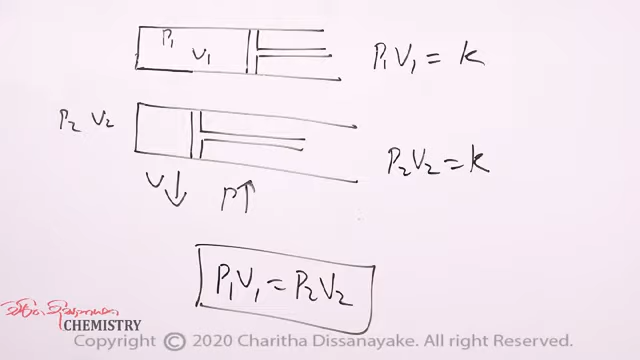 P₁
V₁
P₁V₁ = k
P₂ V₂
P₂V₂ = k
V↓ P↑
P₁V₁ = P₂V₂
CHEMISTRY
Copyright © 2020 Charitha Dissanayake. All right Reserved.